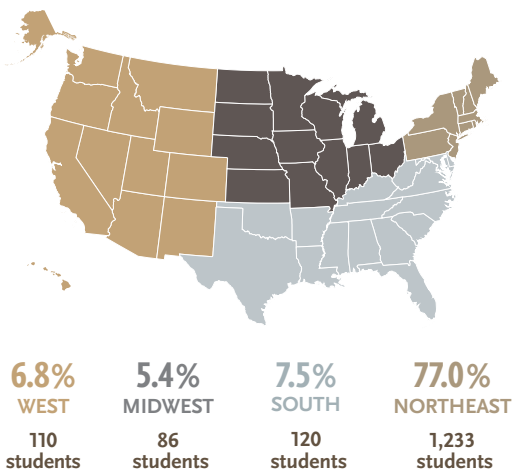 6.8% 5.4% 7.5% 77.0%
WEST MIDWEST SOUTH NORTHEAST
110 86 120 1,233
students students students students